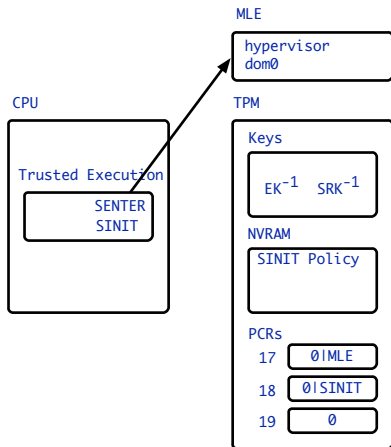 MLE
hypervisor
dom0
CPU
TPM
Trusted Execution
SENTER
SINIT
Keys
EK-1 SRK-1
NVRAM
SINIT Policy
PCRs
17 0|MLE
18 0|SINIT
19 0